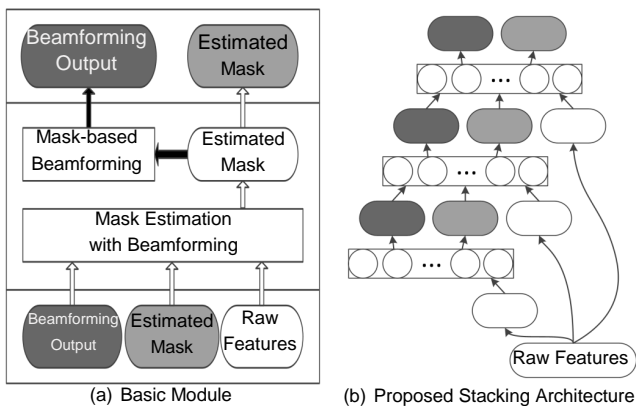 Beamforming
Output
Estimated
Mask
Mask-based
Beamforming
Estimated
Mask
Mask Estimation
with Beamforming
Beamforming
Output
Estimated
Mask
Raw
Features
(a) Basic Module
...
...
...
Raw Features
(b) Proposed Stacking Architecture